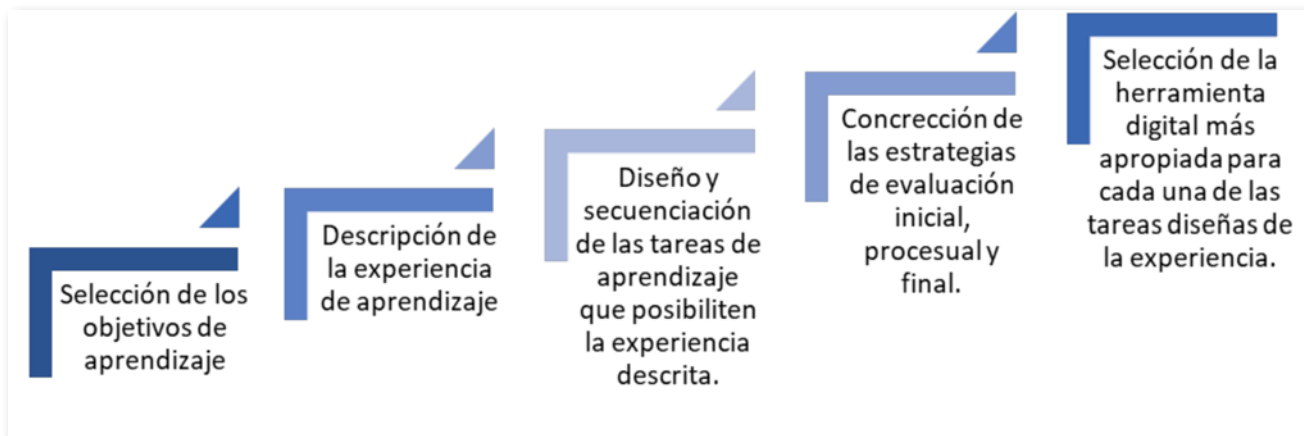 Selección de los
objetivos de
aprendizaje
Descripción de
la experiencia
de aprendizaje
Diseño y
secuenciación
de las tareas de
aprendizaje
que posibiliten
la experiencia
descrita.
Concrección de
las estrategias
de evaluación
inicial,
procesual y
final.
Selección de la
herramienta
digital más
apropiada para
cada una de las
tareas diseñas de
la experiencia.